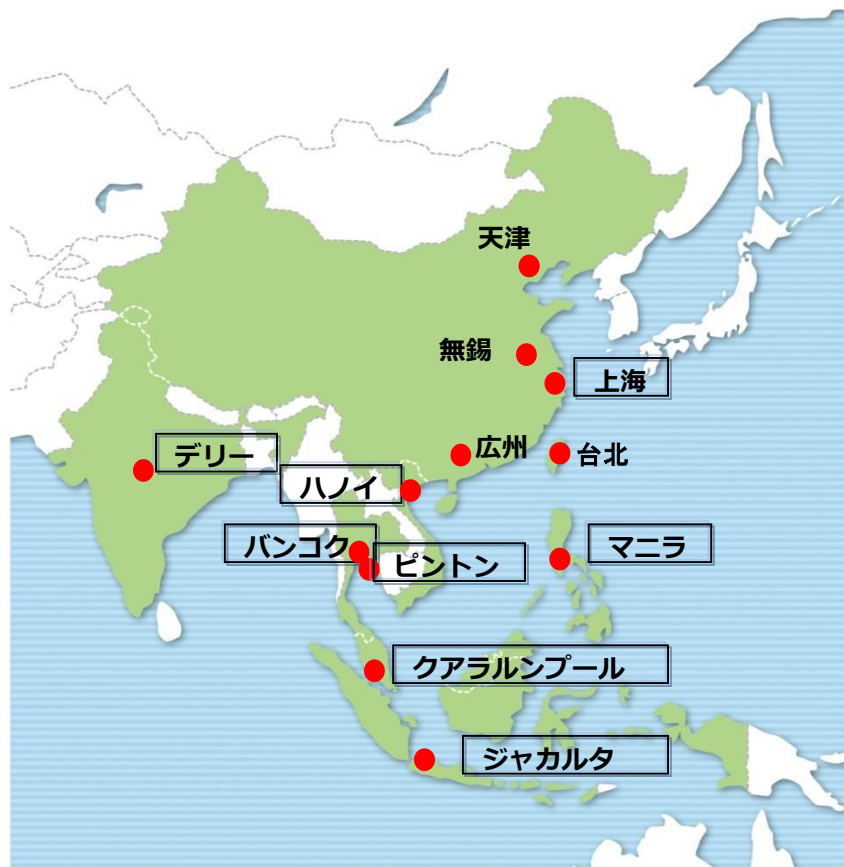 天津
無錫
上海
広州
台北
デリー
ハノイ
バンコク
ピントン
マニラ
クアラルンプール
ジャカルタ